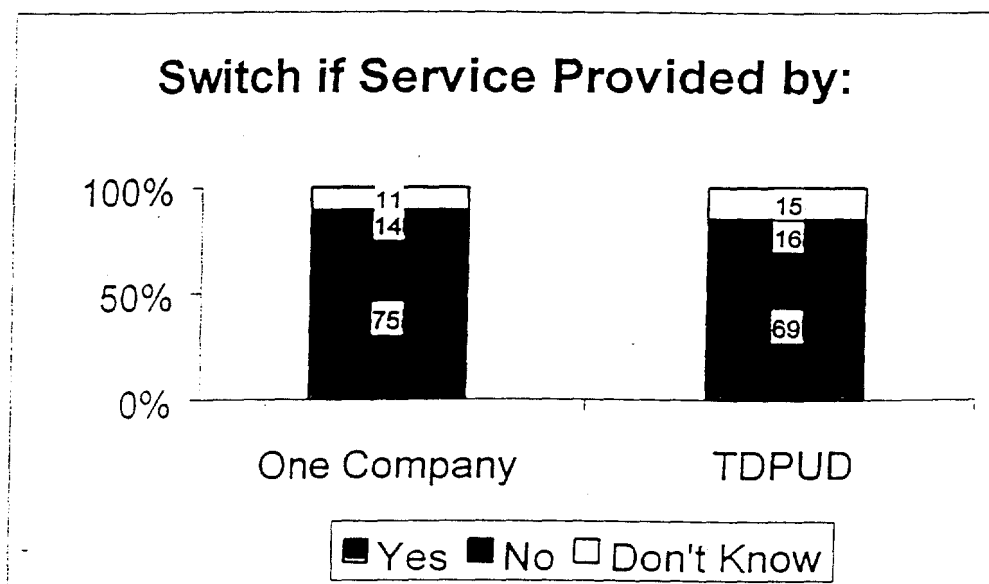 Switch if Service Provided by:
100%
50%
0%
11
14
75
15
16
69
One Company
TDPUD
Yes No Don't Know